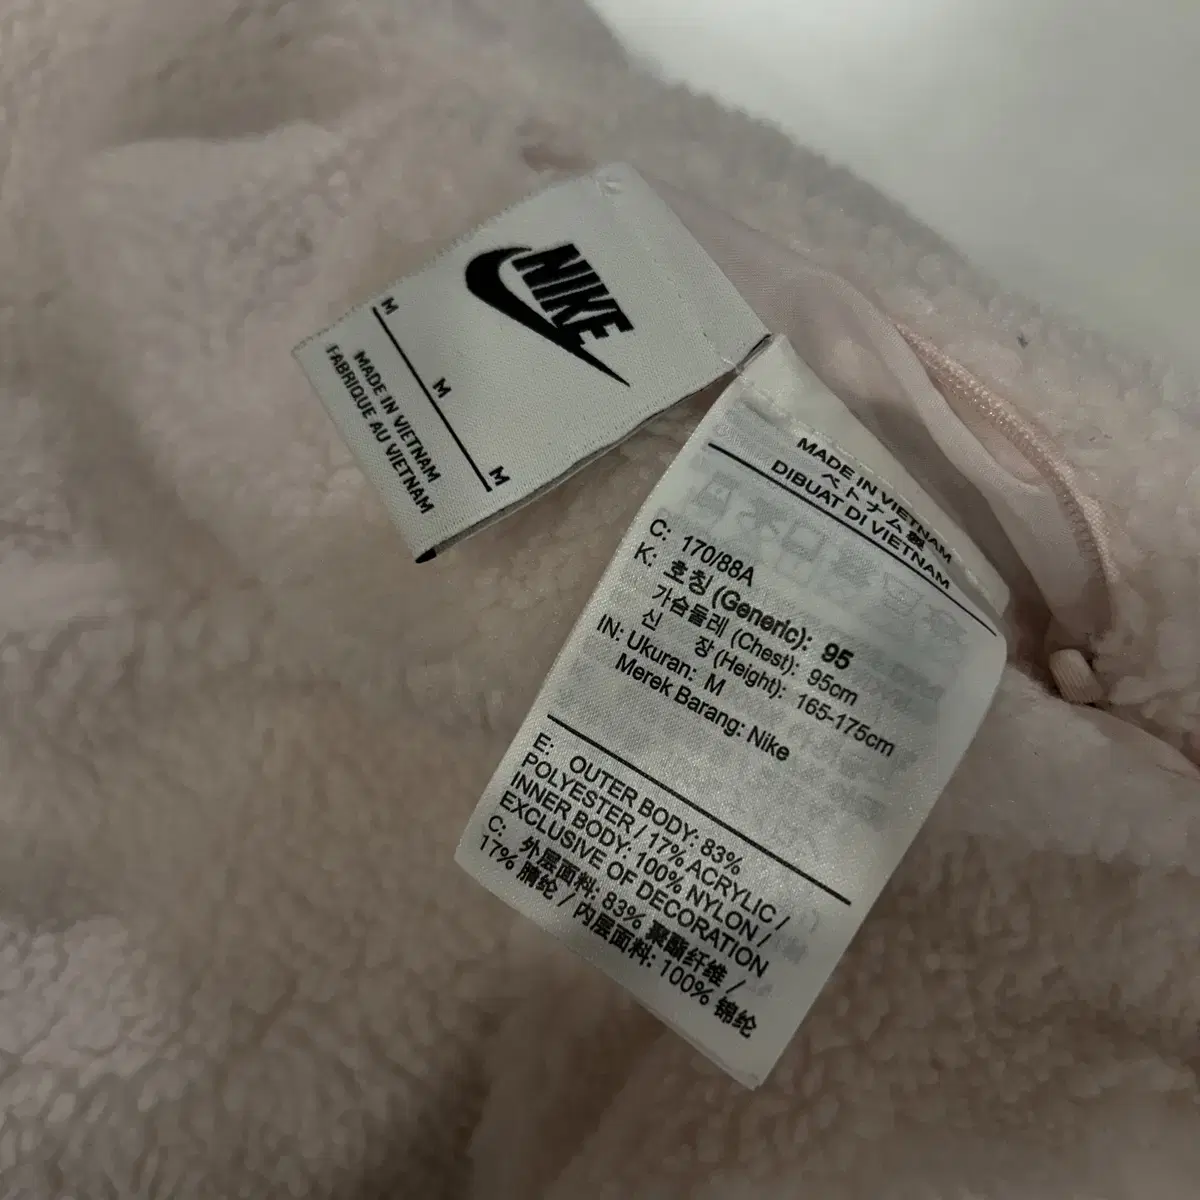 NIKE
M
M
M
MADE IN VIETNAM
FABRIQUE AU VIETNAM
MADE IN VIETNAM
ベトナム製
DIBUAT DI VIETNAM
C: 170/88A
K: 호칭 (Generic): 95
가슴둘레 (Chest): 95cm
신 장 (Height): 165-175cm
IN: Ukuran: M
Merek Barang: Nike
E: OUTER BODY: 83%
POLYESTER / 17% ACRYLIC /
INNER BODY: 100% NYLON /
EXCLUSIVE OF DECORATION
C: 外层面料: 83% 聚酯纤维 /
17% 腈纶 / 内层面料: 100% 锦纶